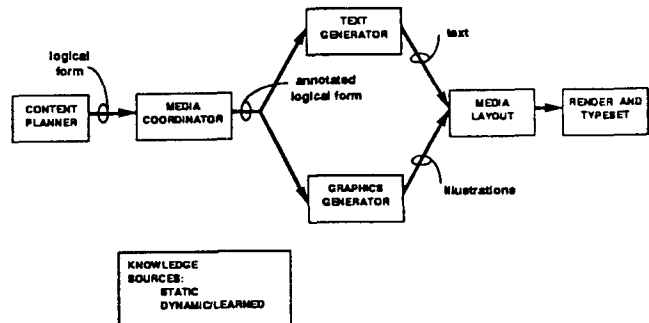 TEXT
GENERATOR
text
logical
form
annotated
logical form
CONTENT
PLANNER
MEDIA
COORDINATOR
MEDIA
LAYOUT
RENDER AND
TYPESET
GRAPHICS
GENERATOR
illustrations
KNOWLEDGE
SOURCES:
STATIC
DYNAMIC/LEARNED